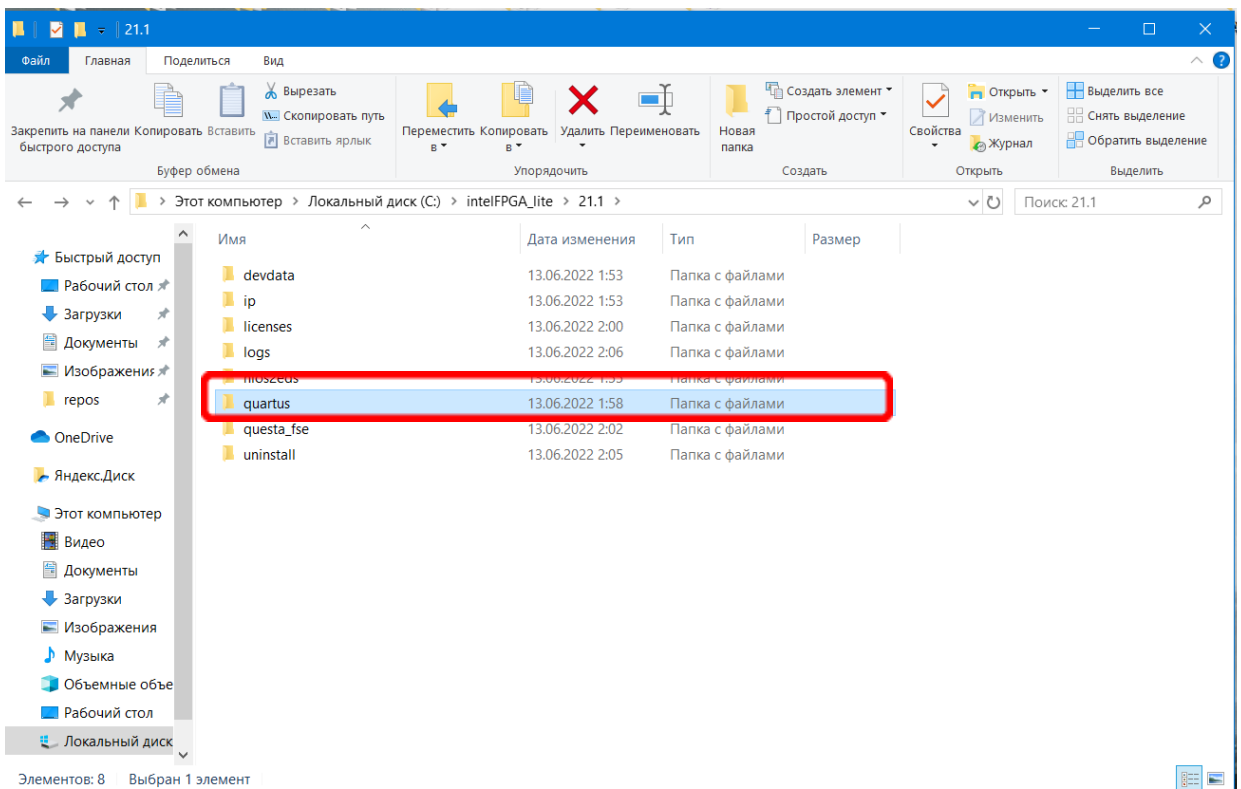 21.1
Файл Главная Поделиться Вид
Закрепить на панели быстрого доступа
Копировать
Вставить
Вырезать
Скопировать путь
Вставить ярлык
Буфер обмена
Переместить в
Копировать в
Удалить
Переименовать
Упорядочить
Новая папка
Создать элемент
Простой доступ
Создать
Свойства
Открыть
Изменить
Журнал
Открыть
Выделить все
Снять выделение
Обратить выделение
Выделить
Этот компьютер > Локальный диск (C:) > intelFPGA_lite > 21.1 >
Поиск: 21.1
Быстрый доступ
Рабочий стол
Загрузки
Документы
Изображения
repos
OneDrive
Яндекс.Диск
Этот компьютер
Видео
Документы
Загрузки
Изображения
Музыка
Объемные объе
Рабочий стол
Локальный диск
Имя Дата изменения Тип Размер
devdata 13.06.2022 1:53 Папка с файлами
ip 13.06.2022 1:53 Папка с файлами
licenses 13.06.2022 2:00 Папка с файлами
logs 13.06.2022 2:06 Папка с файлами
quartus 13.06.2022 1:58 Папка с файлами
questa_fse 13.06.2022 2:02 Папка с файлами
uninstall 13.06.2022 2:05 Папка с файлами
Элементов: 8 Выбран 1 элемент